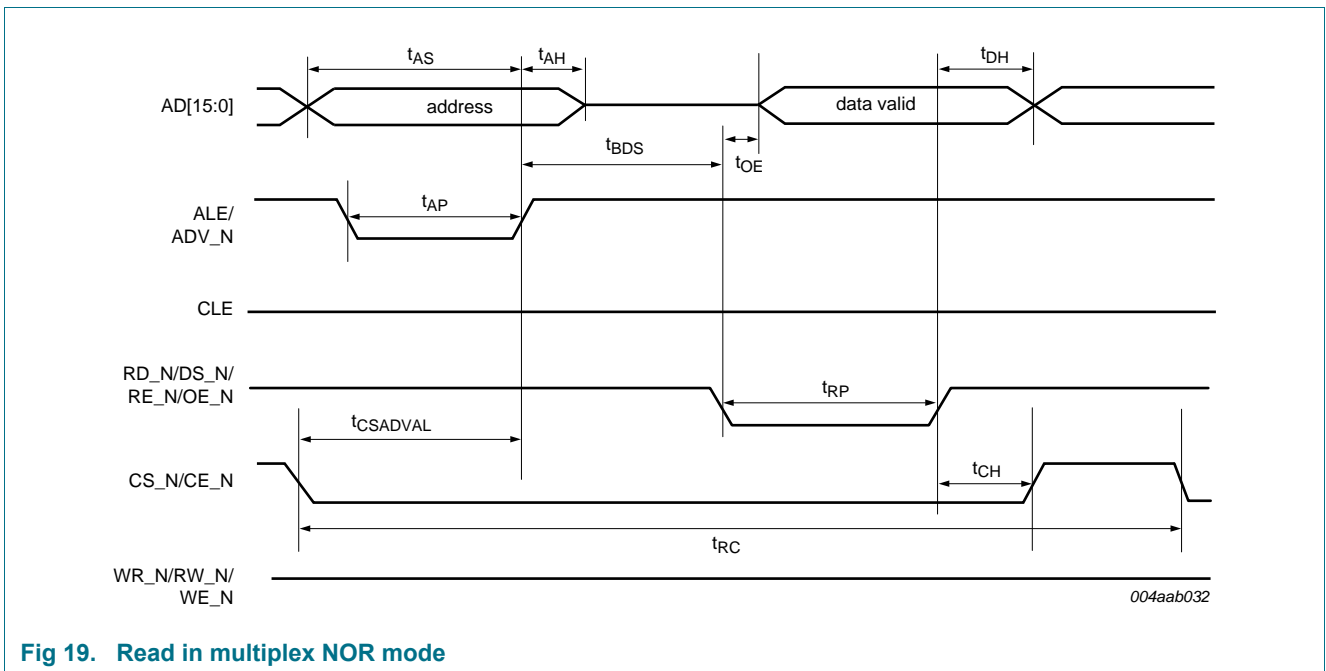 tAS
tAH
tDH
AD[15:0]
address
data valid
tBDS
tOE
tAP
ALE/
ADV_N
CLE
RD_N/DS_N/
RE_N/OE_N
tRP
tCSADVAL
CS_N/CE_N
tCH
tRC
WR_N/RW_N/
WE_N
004aab032
Fig 19. Read in multiplex NOR mode